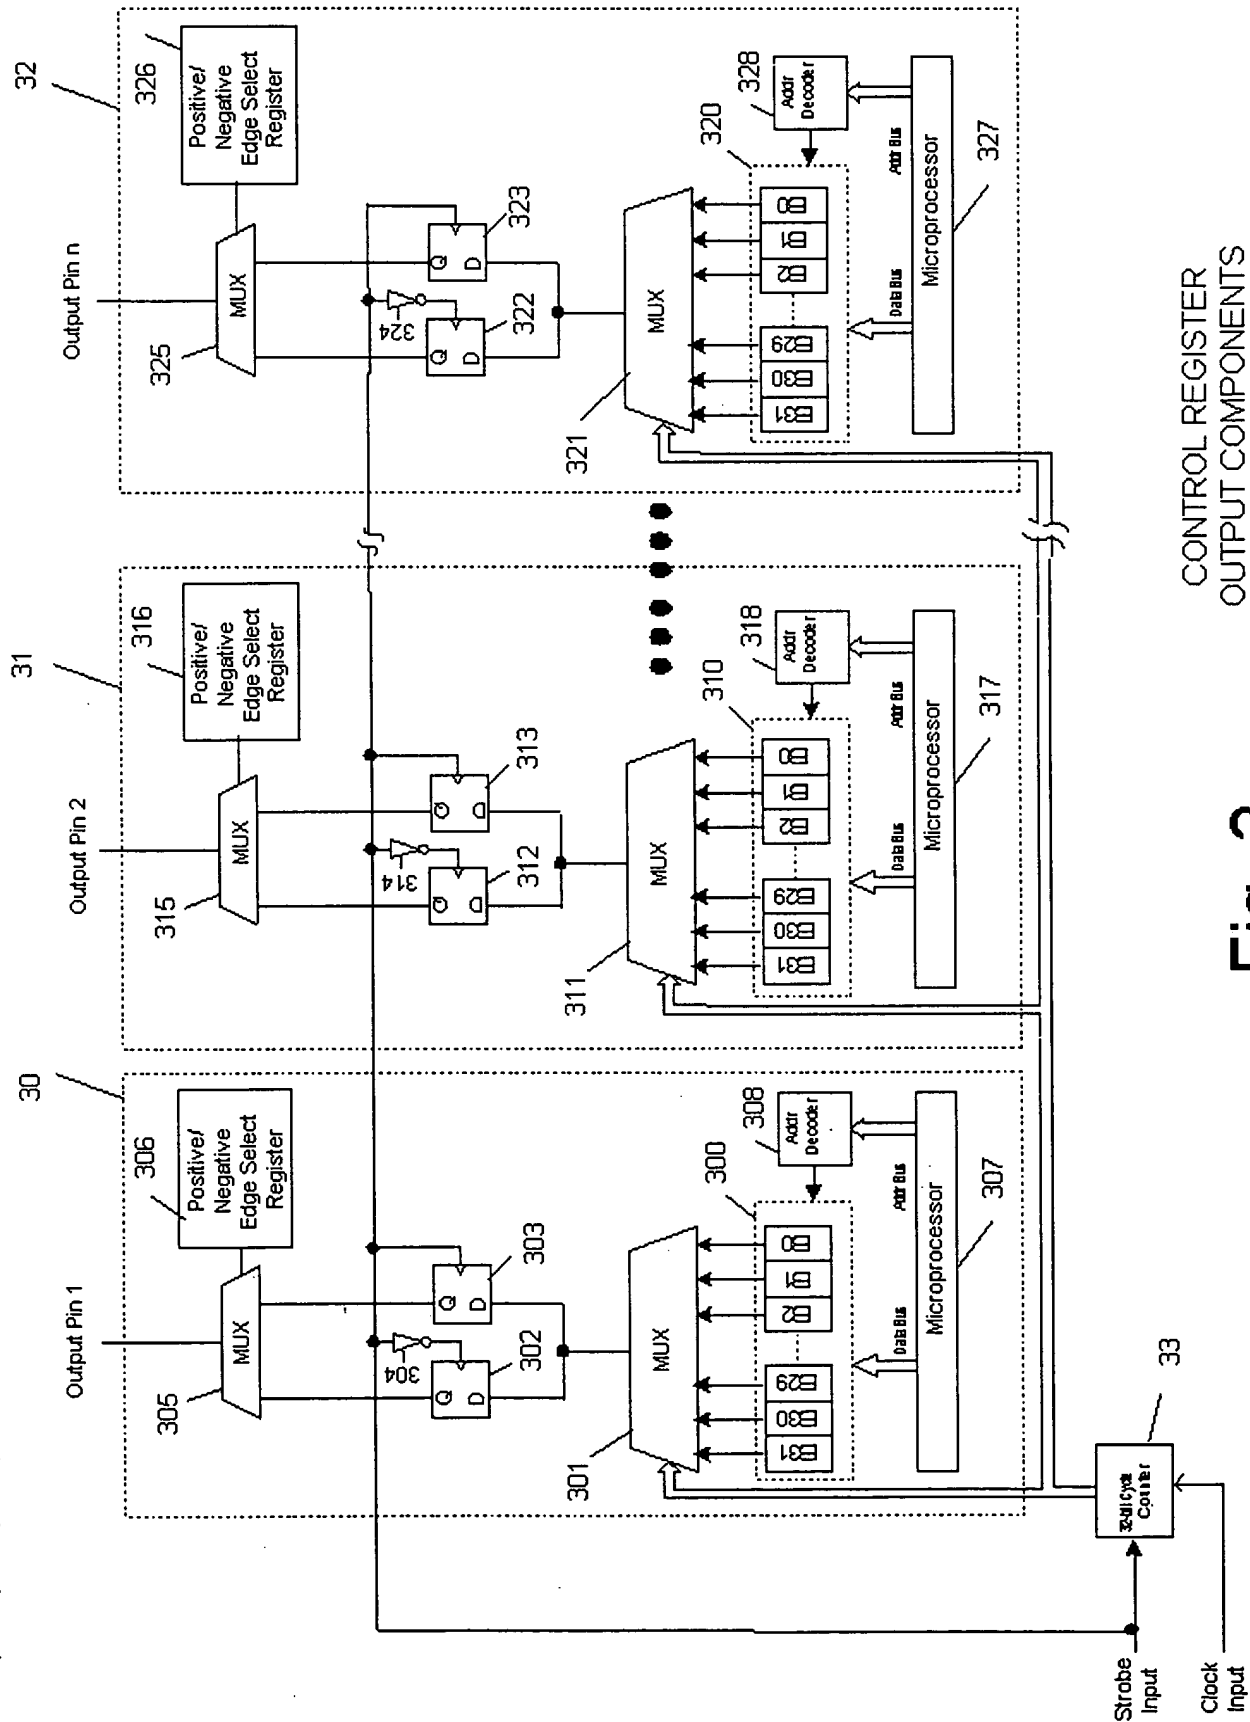 32
326
Positive/
Negative
Edge Select
Register
Output Pin n
MUX
325
323
324
322
Q
D
Q
D
MUX
321
320
328
Addr
Decoder
B31
B30
B29
B2
B1
B0
Data Bus
Addr Bus
Microprocessor
327
31
316
Positive/
Negative
Edge Select
Register
Output Pin 2
MUX
315
313
314
312
Q
D
Q
D
MUX
311
310
318
Addr
Decoder
B31
B30
B29
B2
B1
B0
Data Bus
Addr Bus
Microprocessor
317
30
306
Positive/
Negative
Edge Select
Register
Output Pin 1
MUX
305
303
304
302
Q
D
Q
D
MUX
301
300
308
Addr
Decoder
B31
B30
B29
B2
B1
B0
Data Bus
Addr Bus
Microprocessor
307
33
32-bit Cycle
Counter
Strobe
Input
Clock
Input
CONTROL REGISTER
OUTPUT COMPONENTS